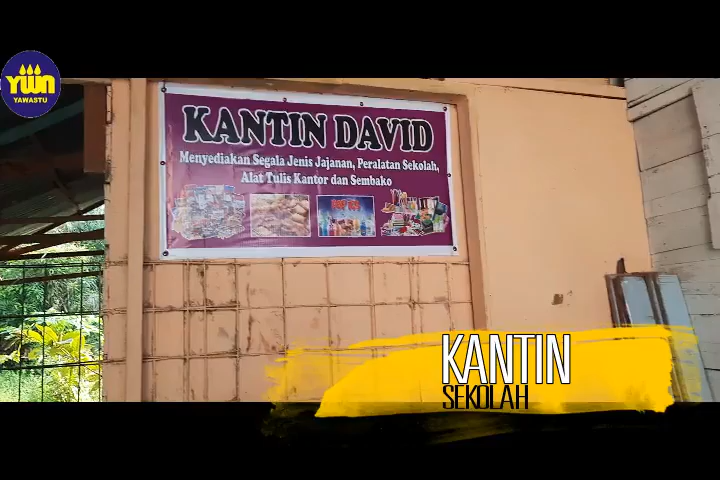 YWN
YAWASTU
KANTIN DAVID
Menyediakan Segala Jenis Jajanan, Peralatan Sekolah,
Alat Tulis Kantor dan Sembako
KANTIN
SEKOLAH